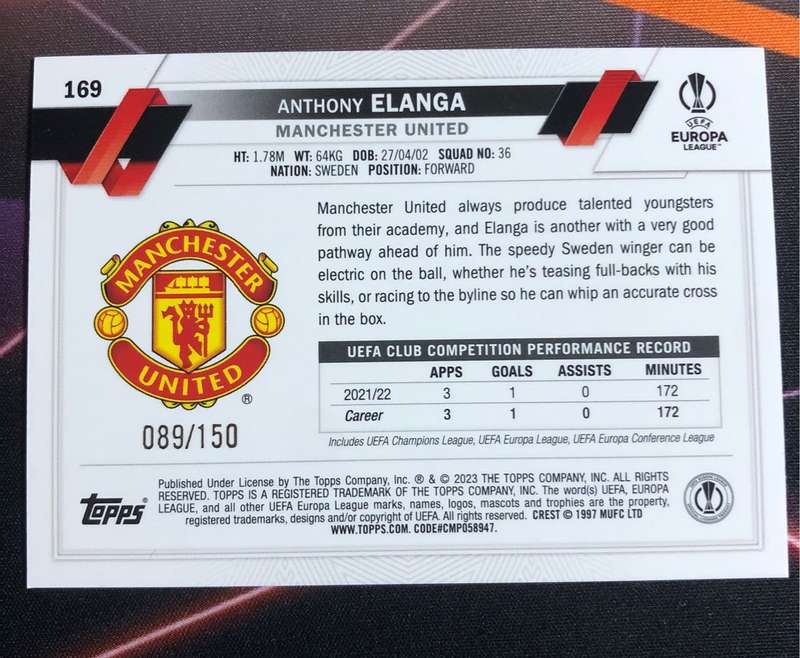 169
ANTHONY ELANGA
MANCHESTER UNITED
HT: 1.78M WT: 64KG DOB: 27/04/02 SQUAD NO: 36
NATION: SWEDEN POSITION: FORWARD
UEFA
EUROPA
LEAGUE™
Manchester United always produce talented youngsters
from their academy, and Elanga is another with a very good
pathway ahead of him. The speedy Sweden winger can be
electric on the ball, whether he's teasing full-backs with his
skills, or racing to the byline so he can whip an accurate cross
in the box.
MANCHESTER
UNITED
®
089/150
UEFA CLUB COMPETITION PERFORMANCE RECORD
APPS GOALS ASSISTS MINUTES
2021/22 3 1 0 172
Career 3 1 0 172
Includes UEFA Champions League, UEFA Europa League, UEFA Europa Conference League
topps®
Published Under License by The Topps Company, Inc. ® & © 2023 THE TOPPS COMPANY, INC. ALL RIGHTS
RESERVED. TOPPS IS A REGISTERED TRADEMARK OF THE TOPPS COMPANY, INC. The word(s) UEFA, EUROPA
LEAGUE, and all other UEFA Europa League marks, names, logos, mascots and trophies are the property,
registered trademarks, designs and/or copyright of UEFA. All rights reserved. CREST © 1997 MUFC LTD
WWW.TOPPS.COM. CODE#CMP058947.